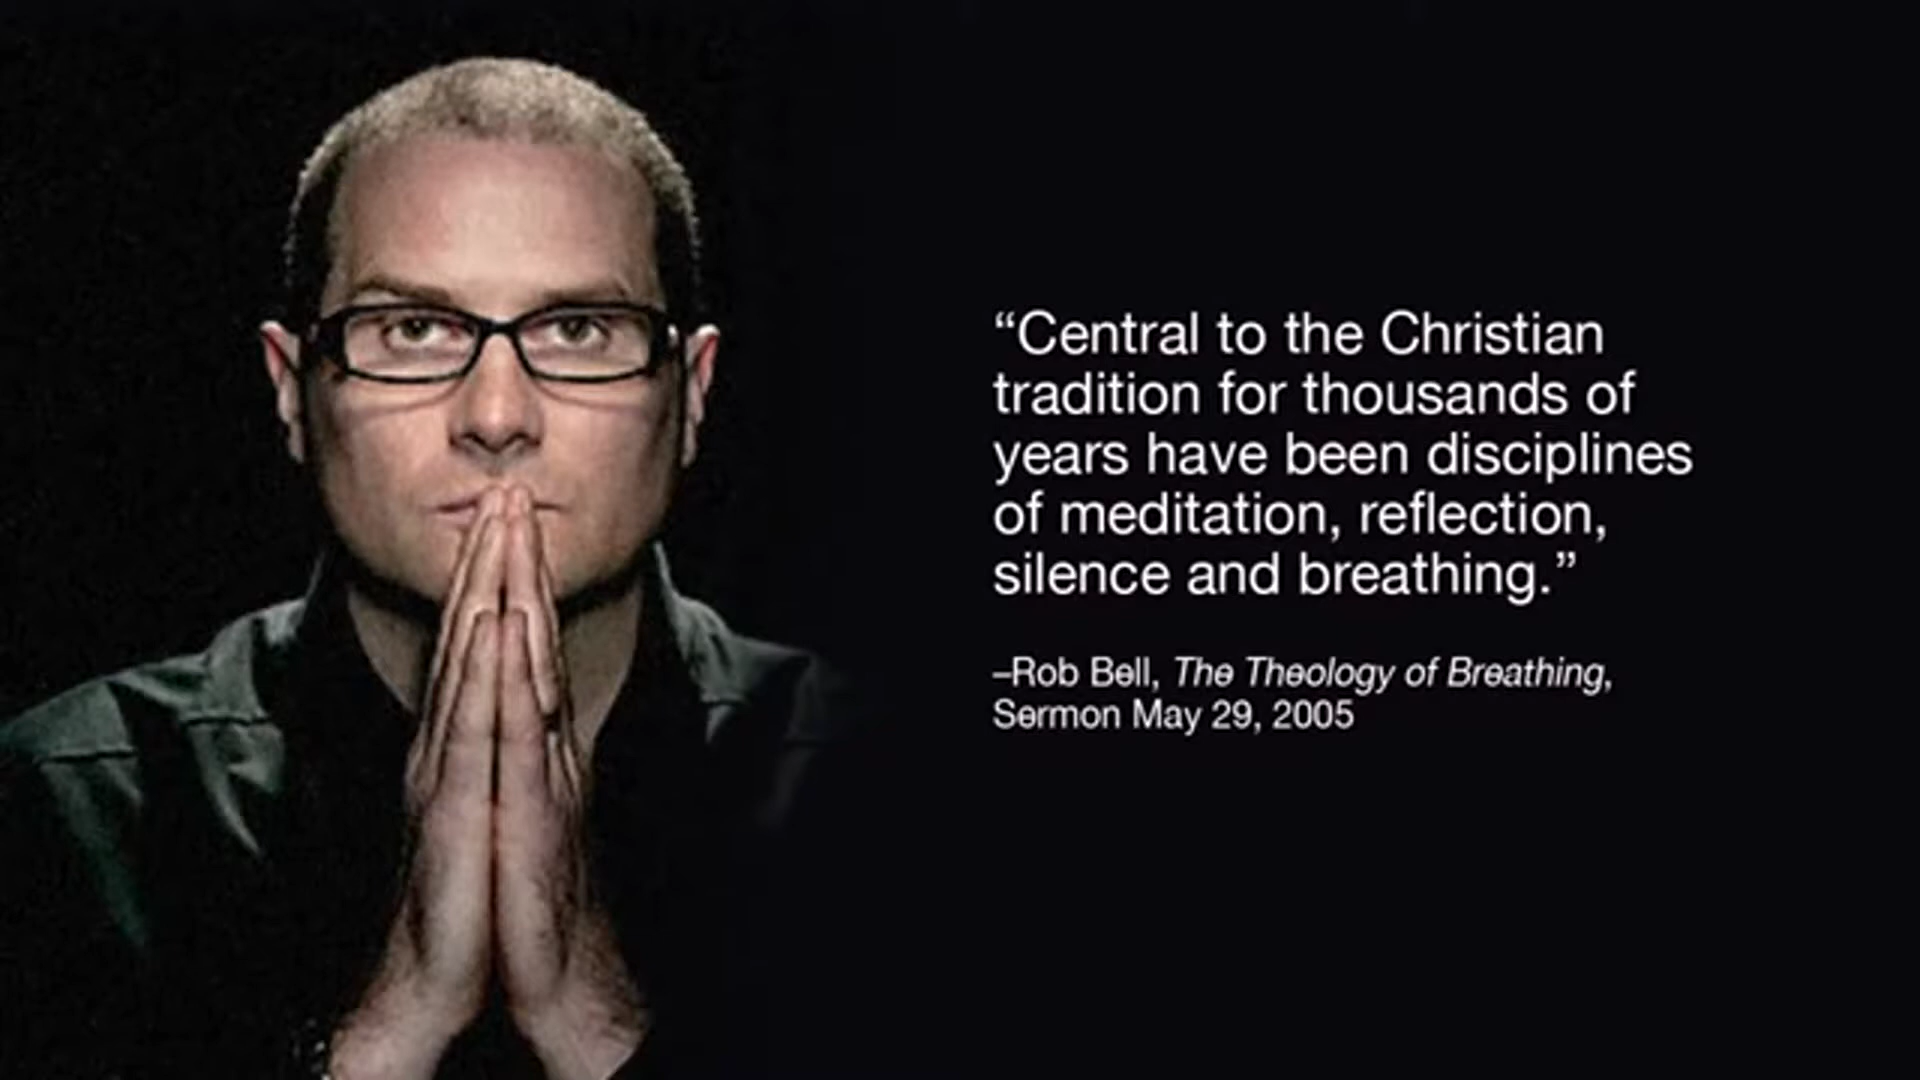 “Central to the Christian
tradition for thousands of
years have been disciplines
of meditation, reflection,
silence and breathing.”
–Rob Bell, The Theology of Breathing,
Sermon May 29, 2005